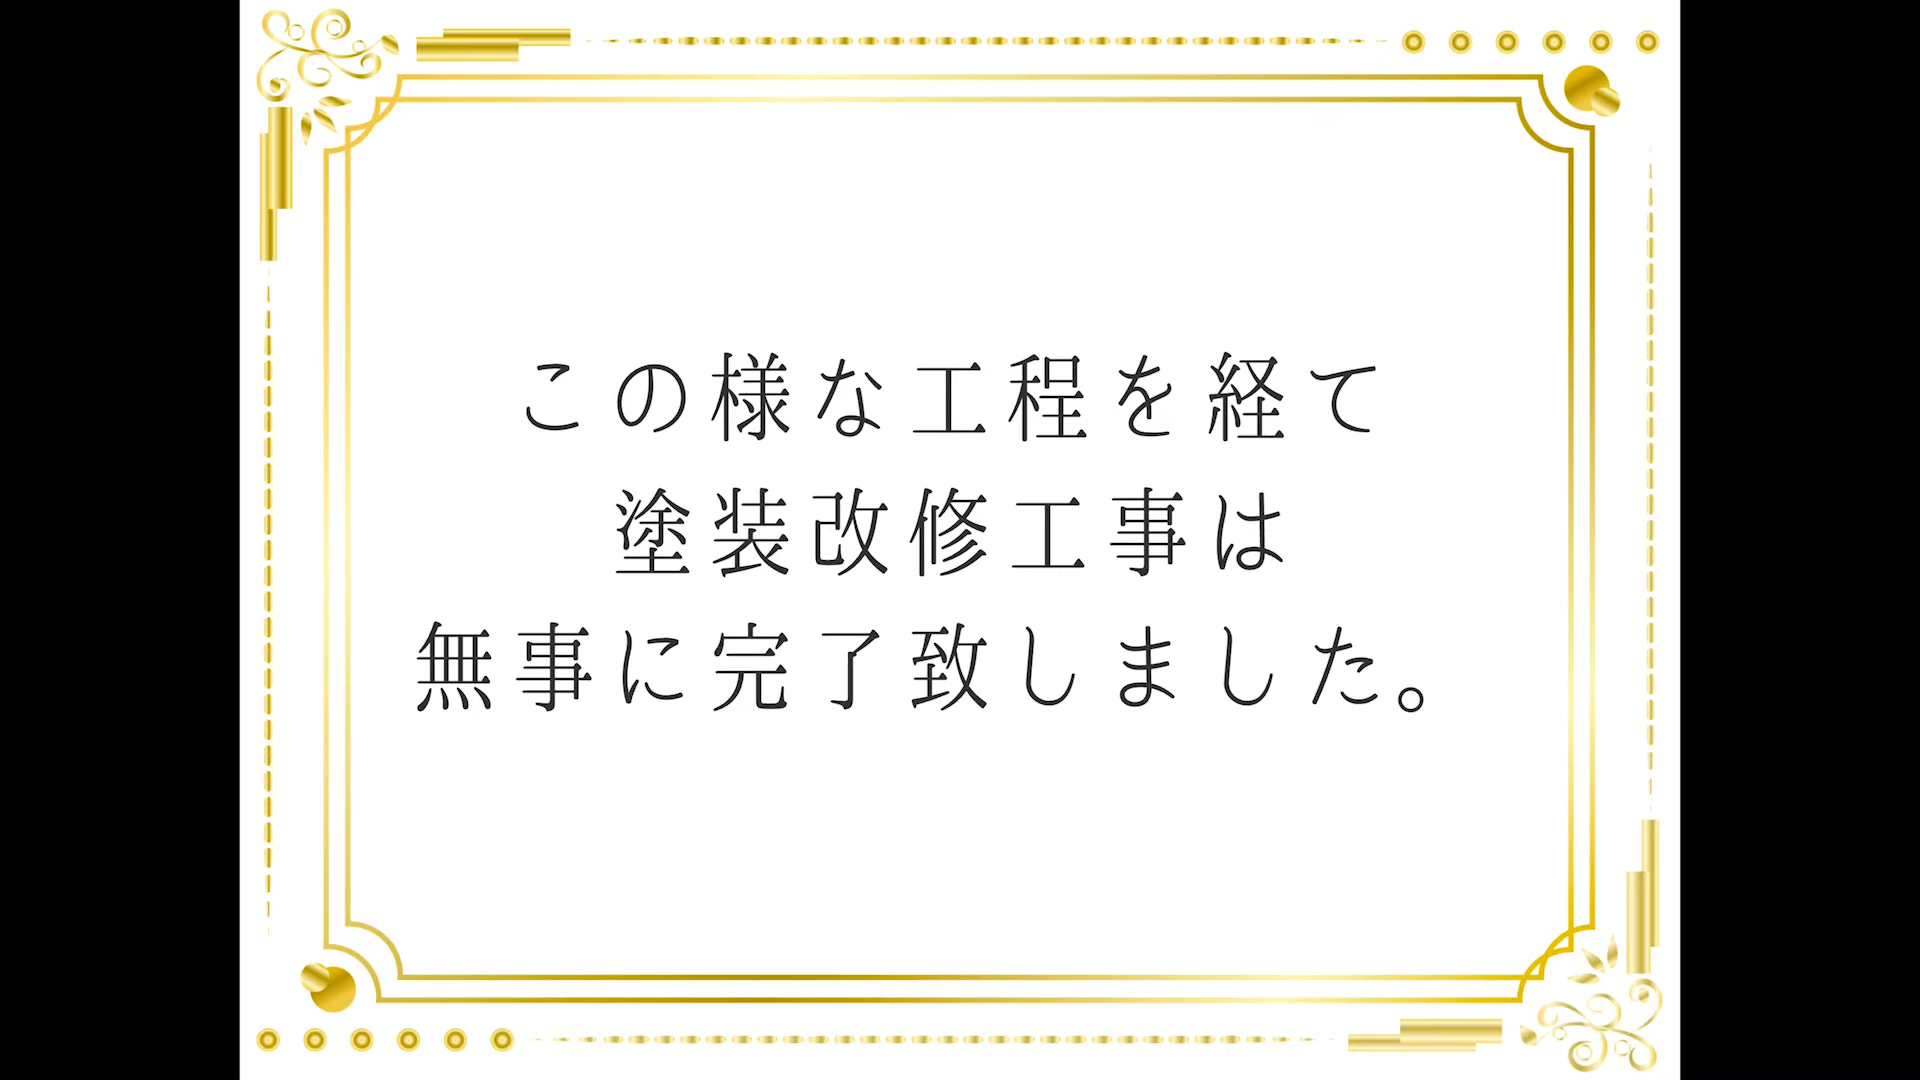 この様な工程を経て
塗装改修工事は
無事に完了致しました。